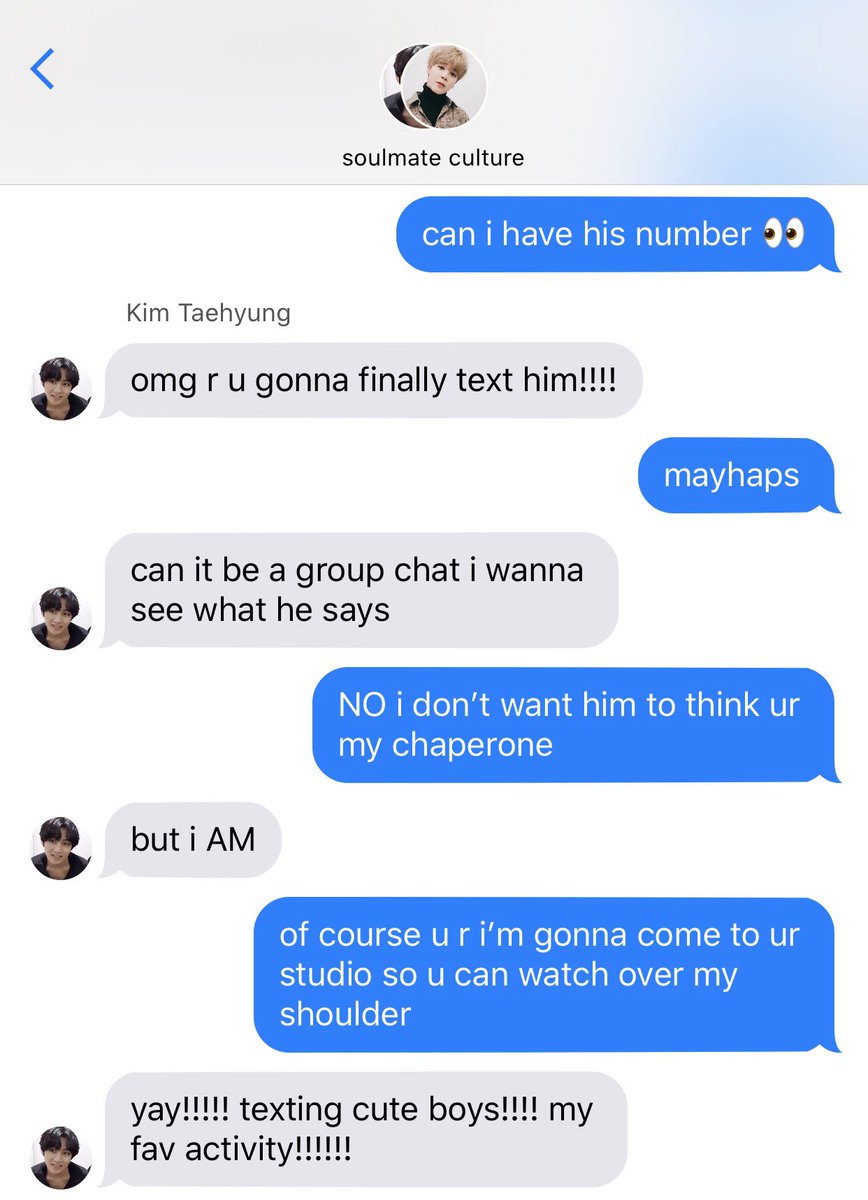 soulmate culture
can i have his number 👀
Kim Taehyung
omg r u gonna finally text him!!!!
mayhaps
can it be a group chat i wanna
see what he says
NO i don’t want him to think ur
my chaperone
but i AM
of course u r i’m gonna come to ur
studio so u can watch over my
shoulder
yay!!!!! texting cute boys!!!! my
fav activity!!!!!!